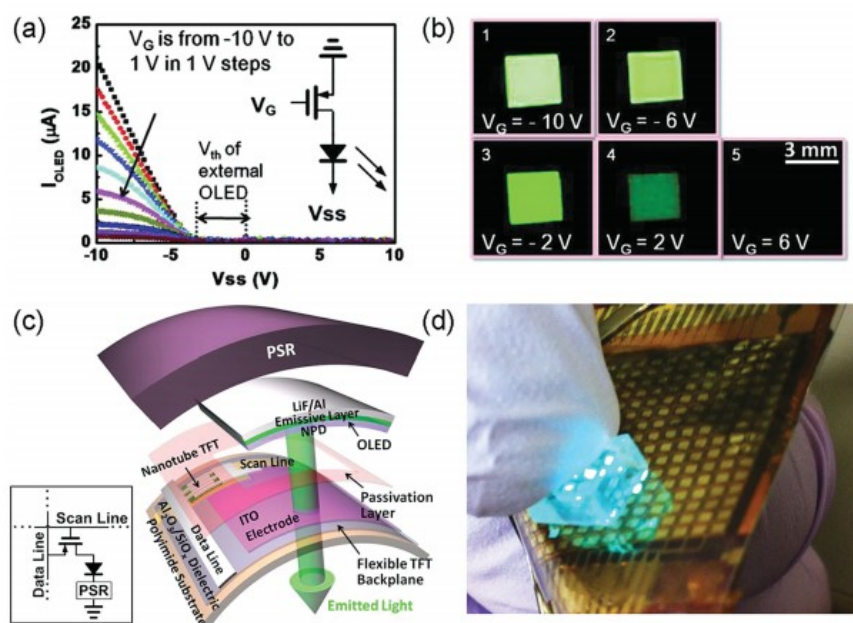 (a)
V_G is from -10 V to
1 V in 1 V steps
V_G
V_th of
external
OLED
Vss
I_OLED (μA)
25
20
15
10
5
0
-10
-5
0
5
10
Vss (V)
(b)
1
V_G = - 10 V
2
V_G = - 6 V
3
V_G = - 2 V
4
V_G = 2 V
5
3 mm
V_G = 6 V
(c)
PSR
LiF/Al
Emissive Layer
NPD
OLED
Nanotube TFT
Scan Line
Passivation
Layer
ITO
Electrode
Data Line
Al₂O₃/SiOₓ Dielectric
Polyimide Substrate
Flexible TFT
Backplane
Emitted Light
Scan Line
Data Line
PSR
(d)